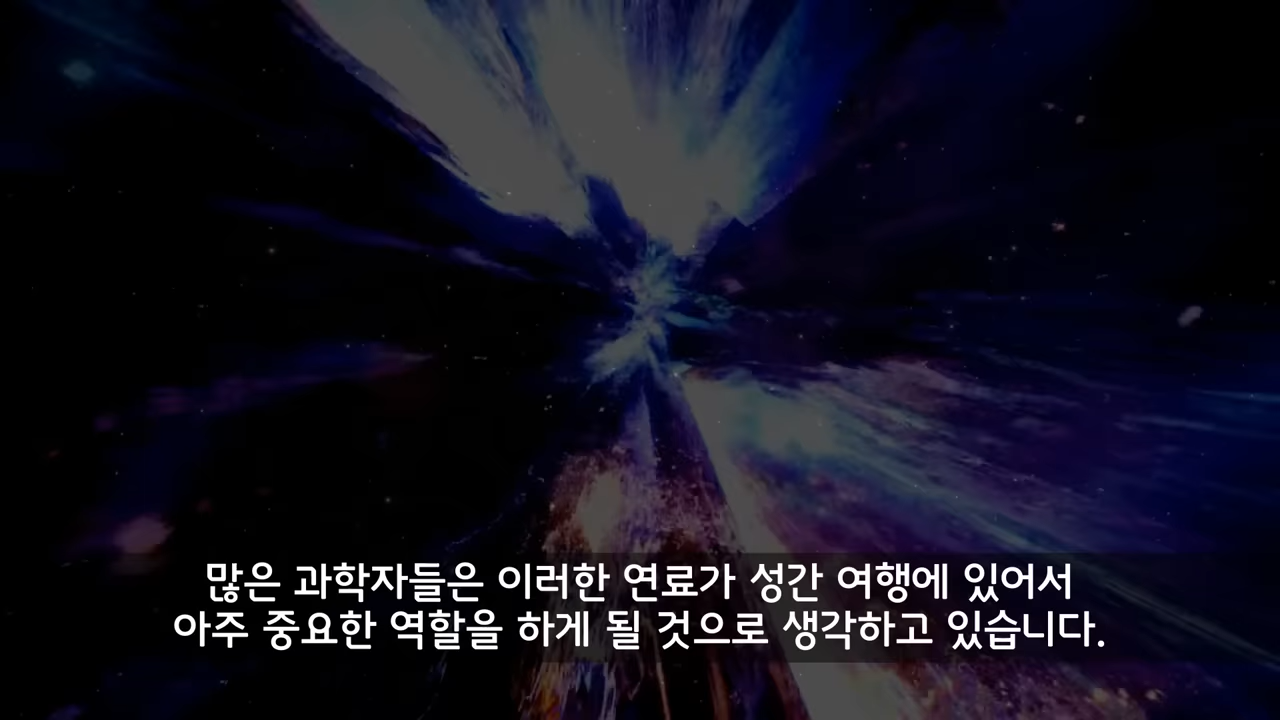 많은 과학자들은 이러한 연료가 성간 여행에 있어서
아주 중요한 역할을 하게 될 것으로 생각하고 있습니다.